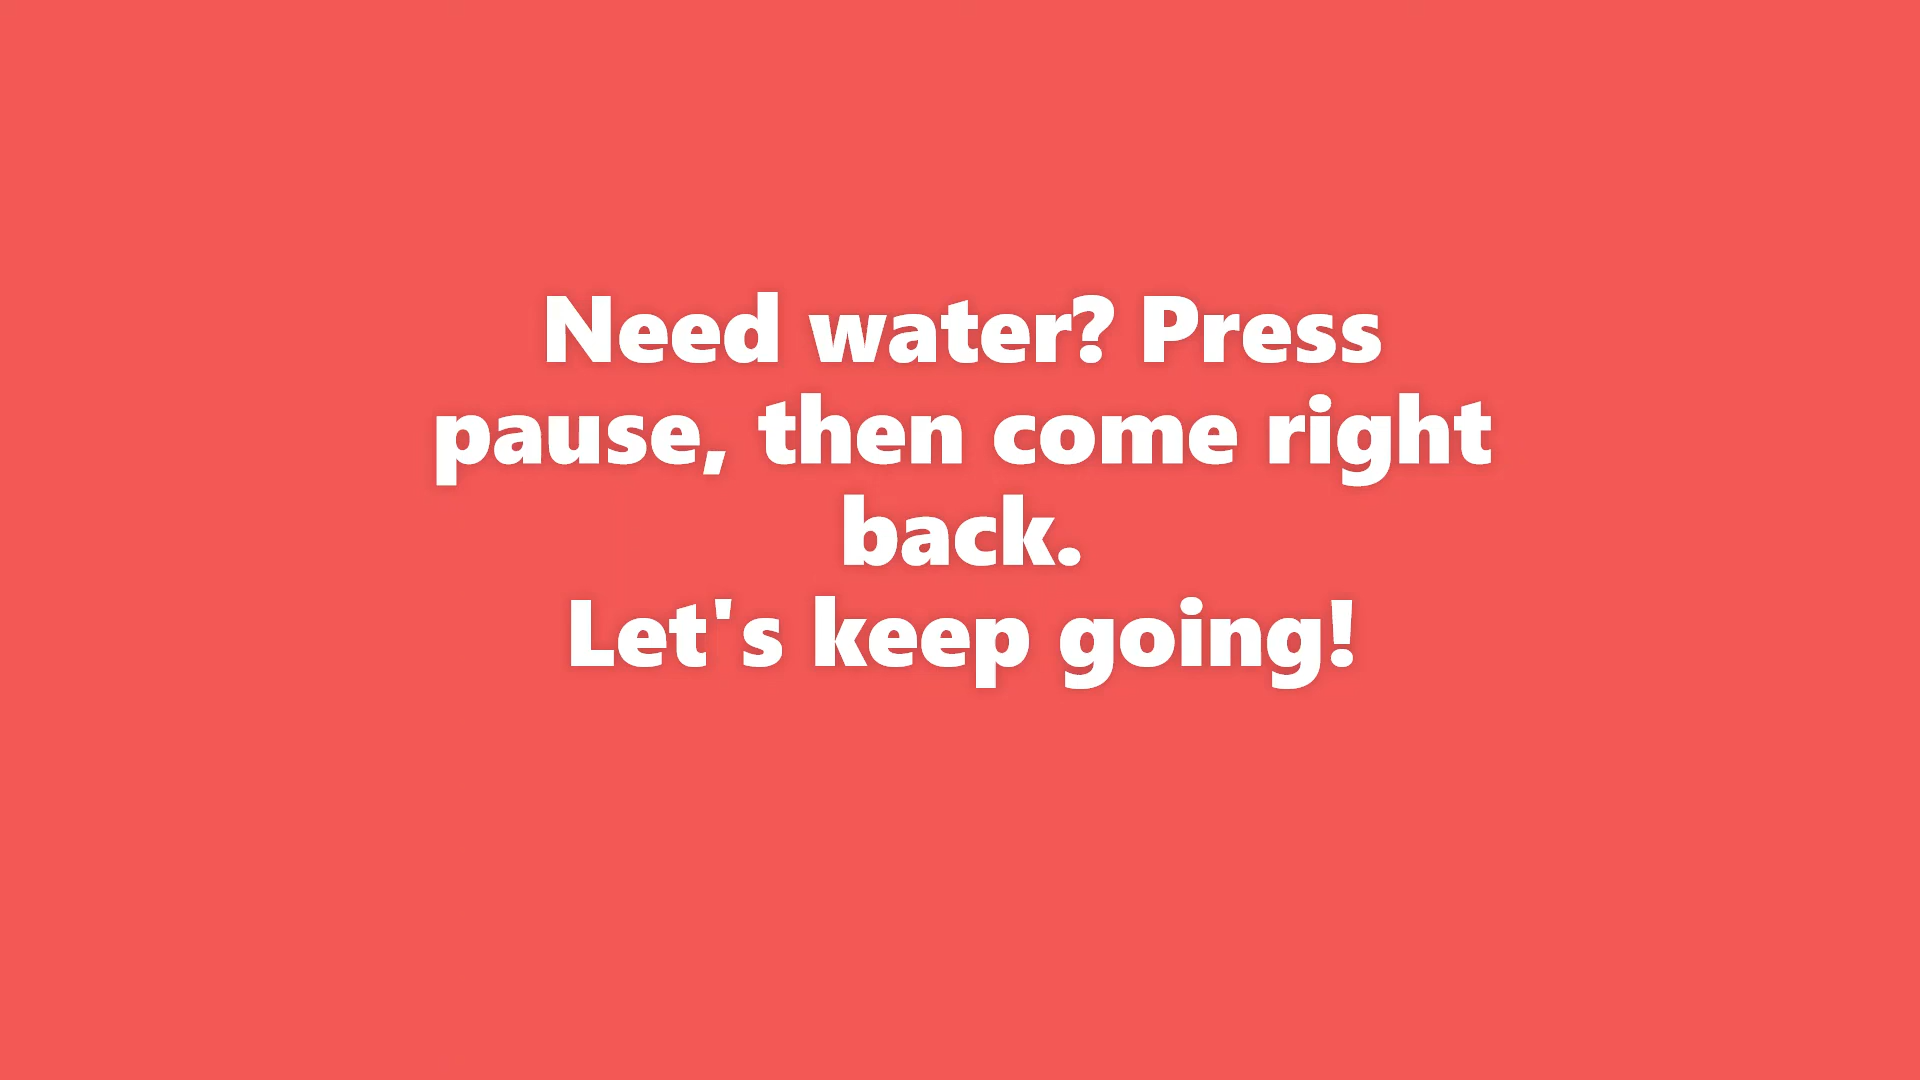 Need water? Press
pause, then come right
back.
Let's keep going!